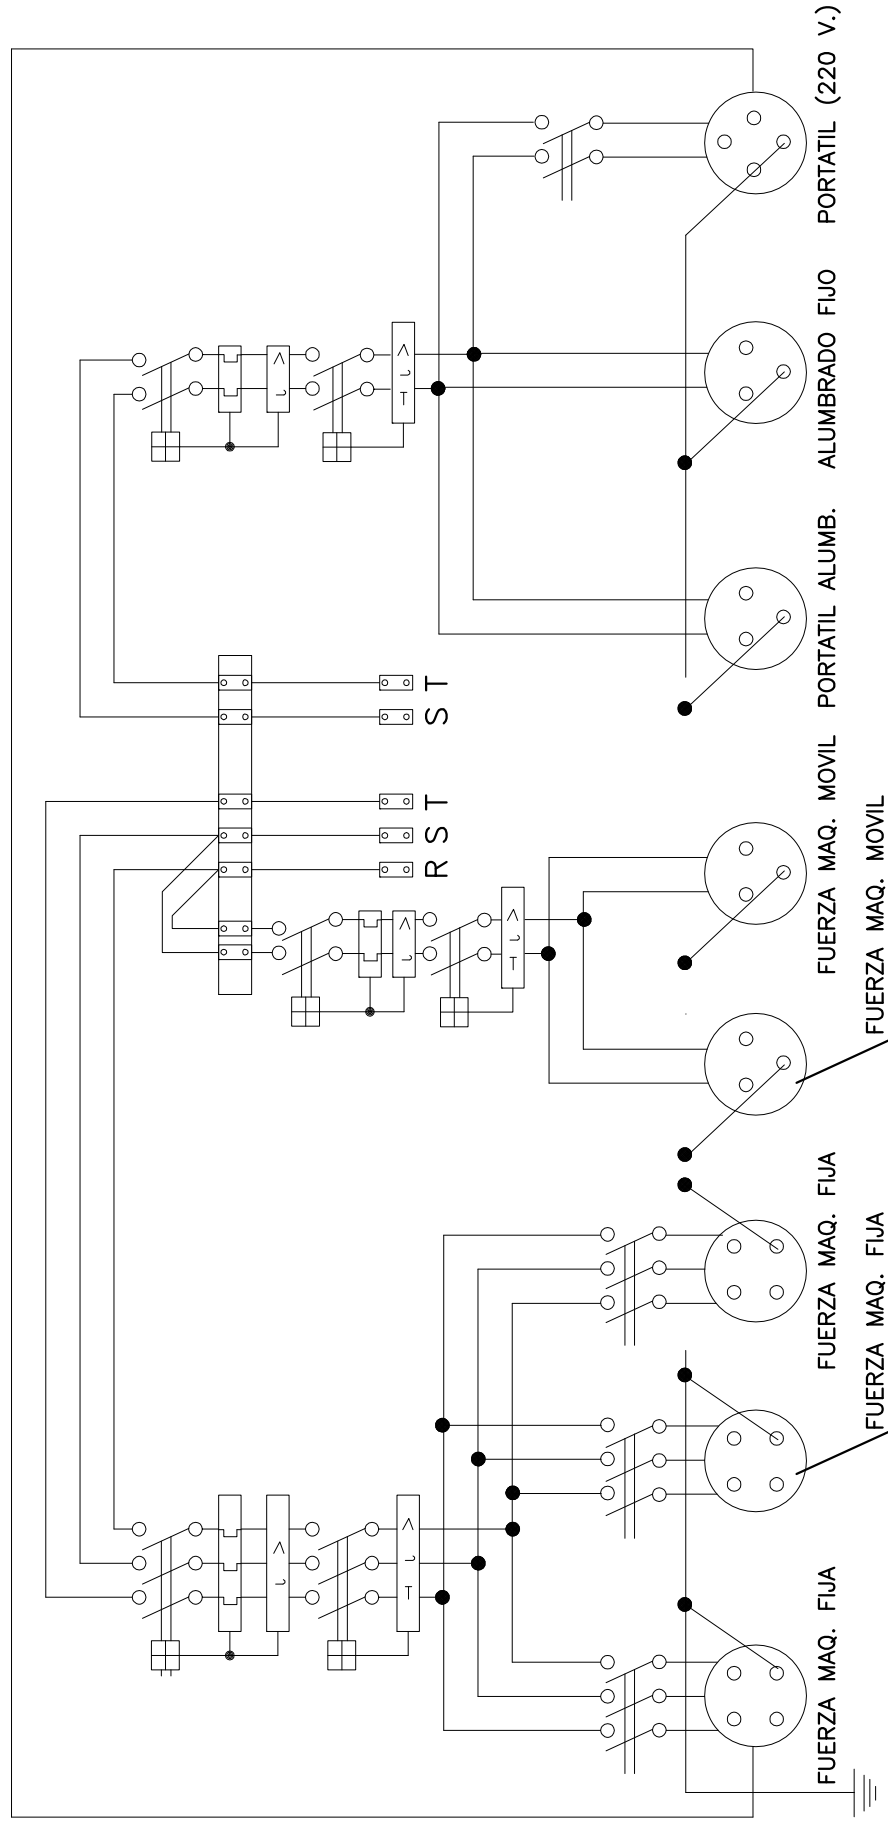 R S T
S T
FUERZA MAQ. FIJA
FUERZA MAQ. FIJA
FUERZA MAQ. MOVIL
PORTATIL ALUMB.
ALUMBRADO FIJO
PORTATIL (220 V.)
FUERZA MAQ. FIJA
FUERZA MAQ. MOVIL